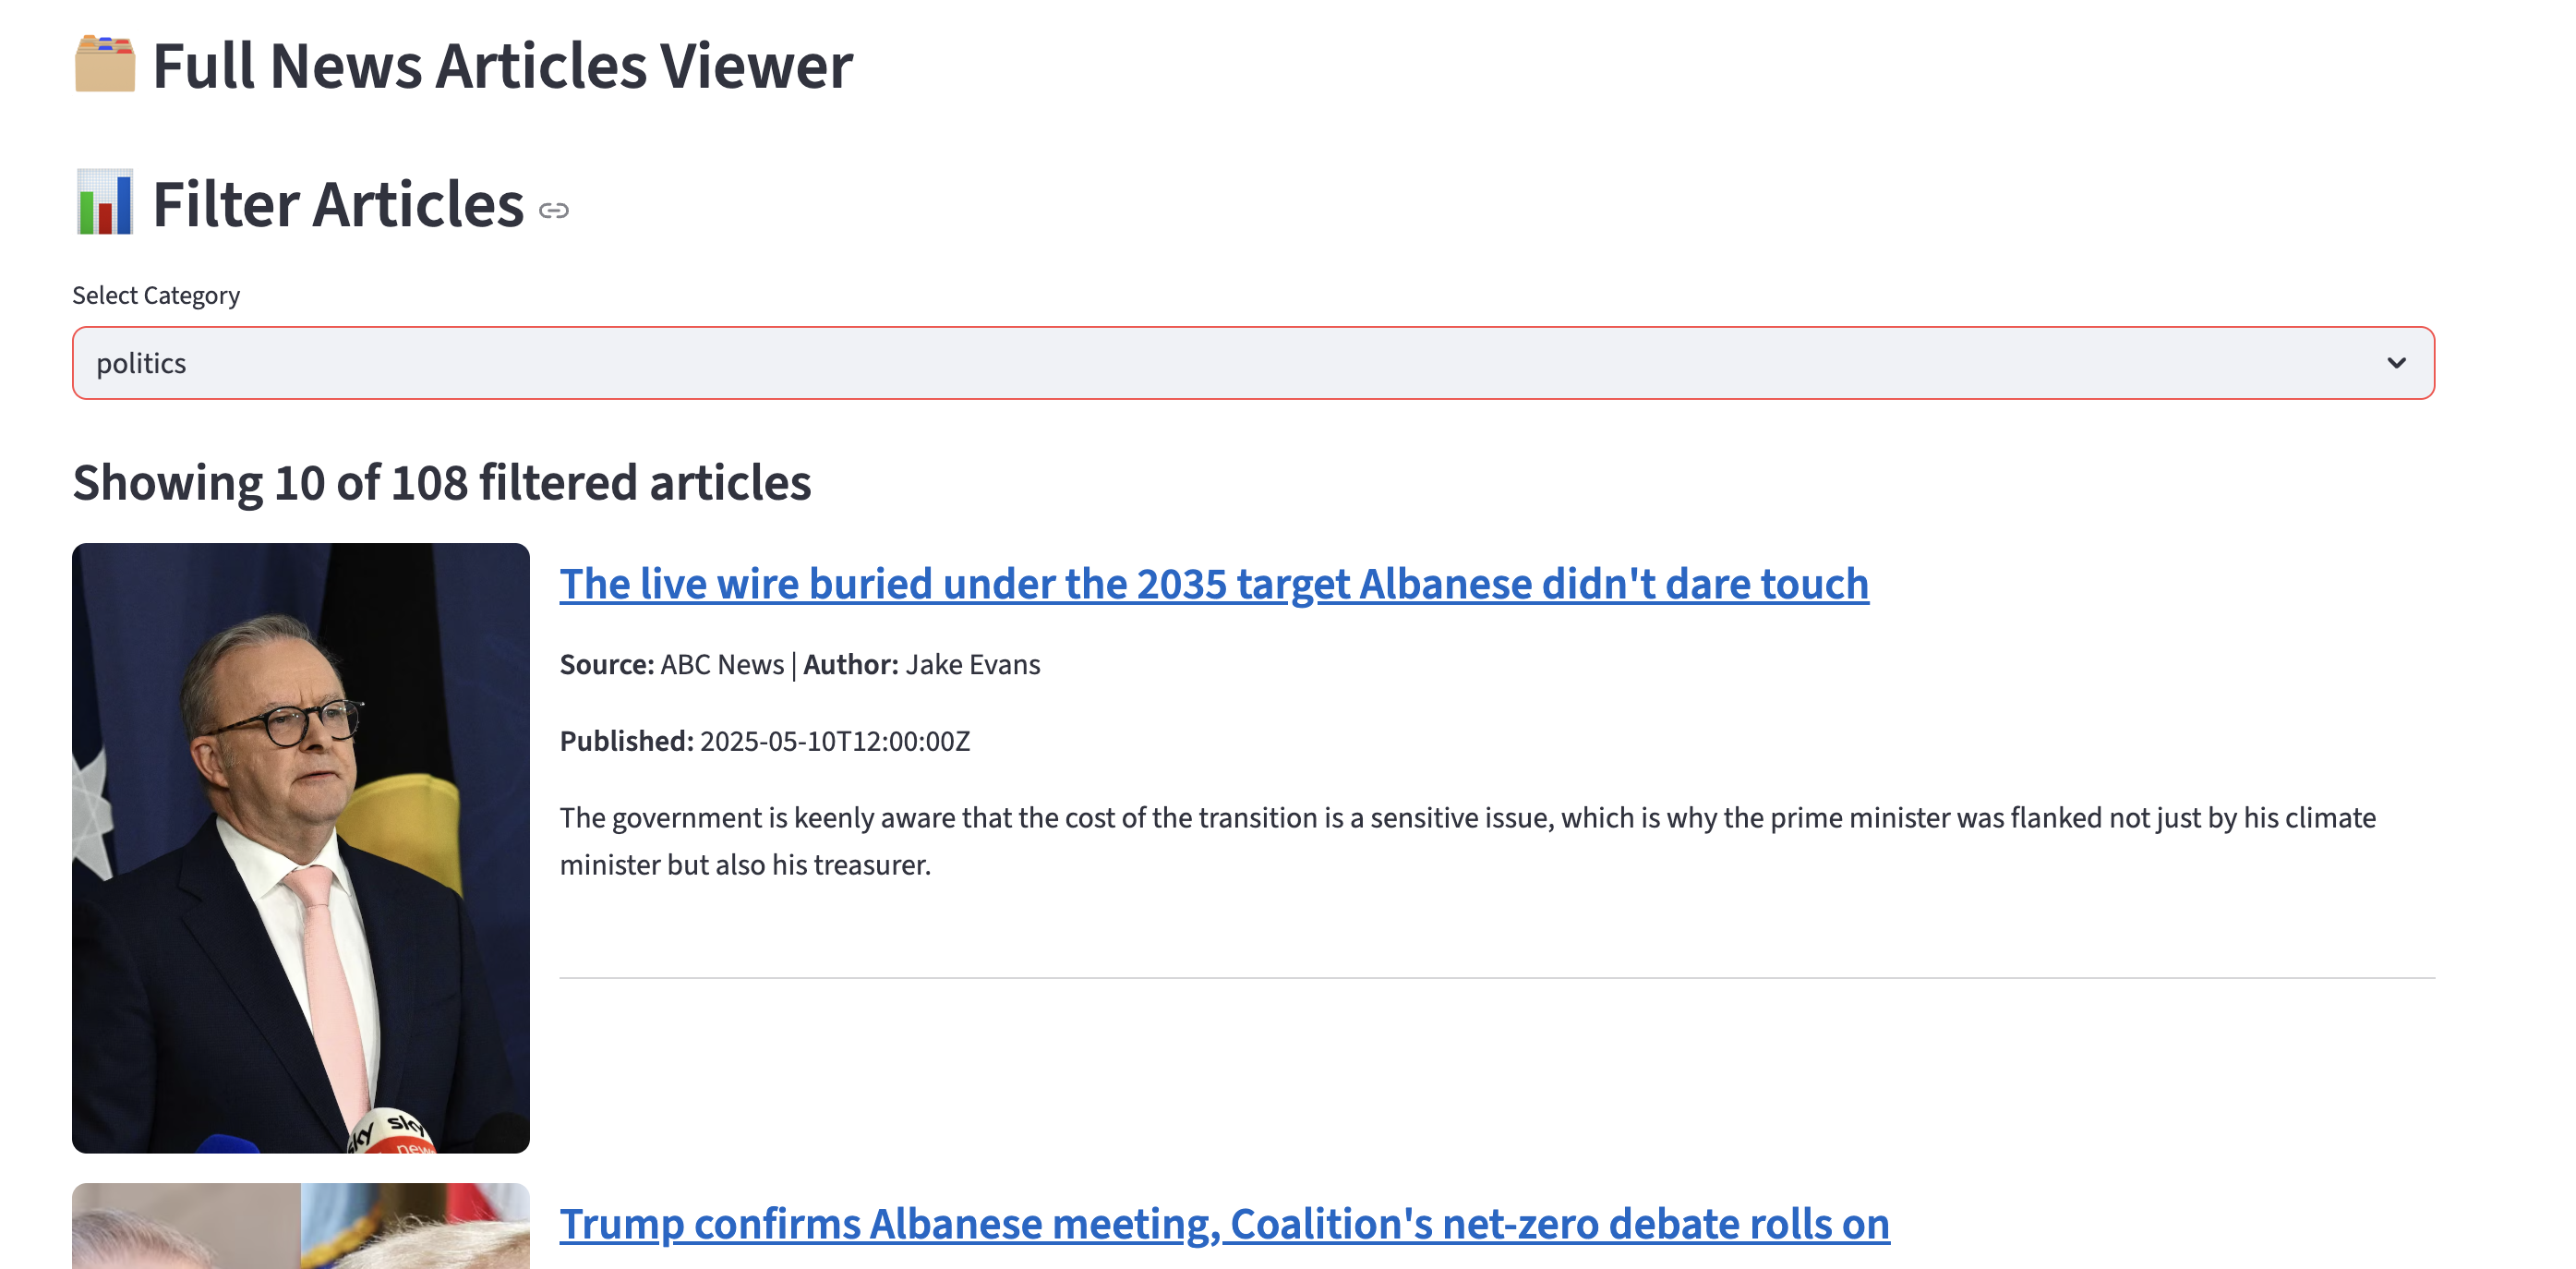 Full News Articles Viewer
Filter Articles
Select Category
politics
Showing 10 of 108 filtered articles
The live wire buried under the 2035 target Albanese didn't dare touch
Source: ABC News | Author: Jake Evans
Published: 2025-05-10T12:00:00Z
The government is keenly aware that the cost of the transition is a sensitive issue, which is why the prime minister was flanked not just by his climate
minister but also his treasurer.
sky
news
Trump confirms Albanese meeting, Coalition's net-zero debate rolls on